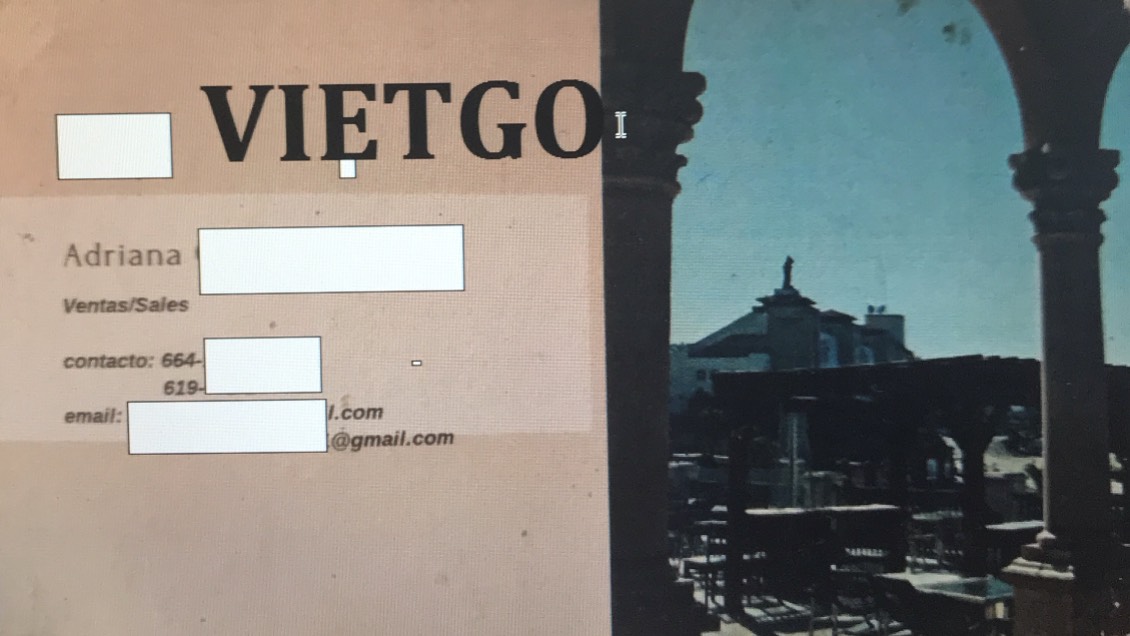 VIETGO
Adriana
Ventas/Sales
contacto: 664-
619-
email: l.com
@gmail.com